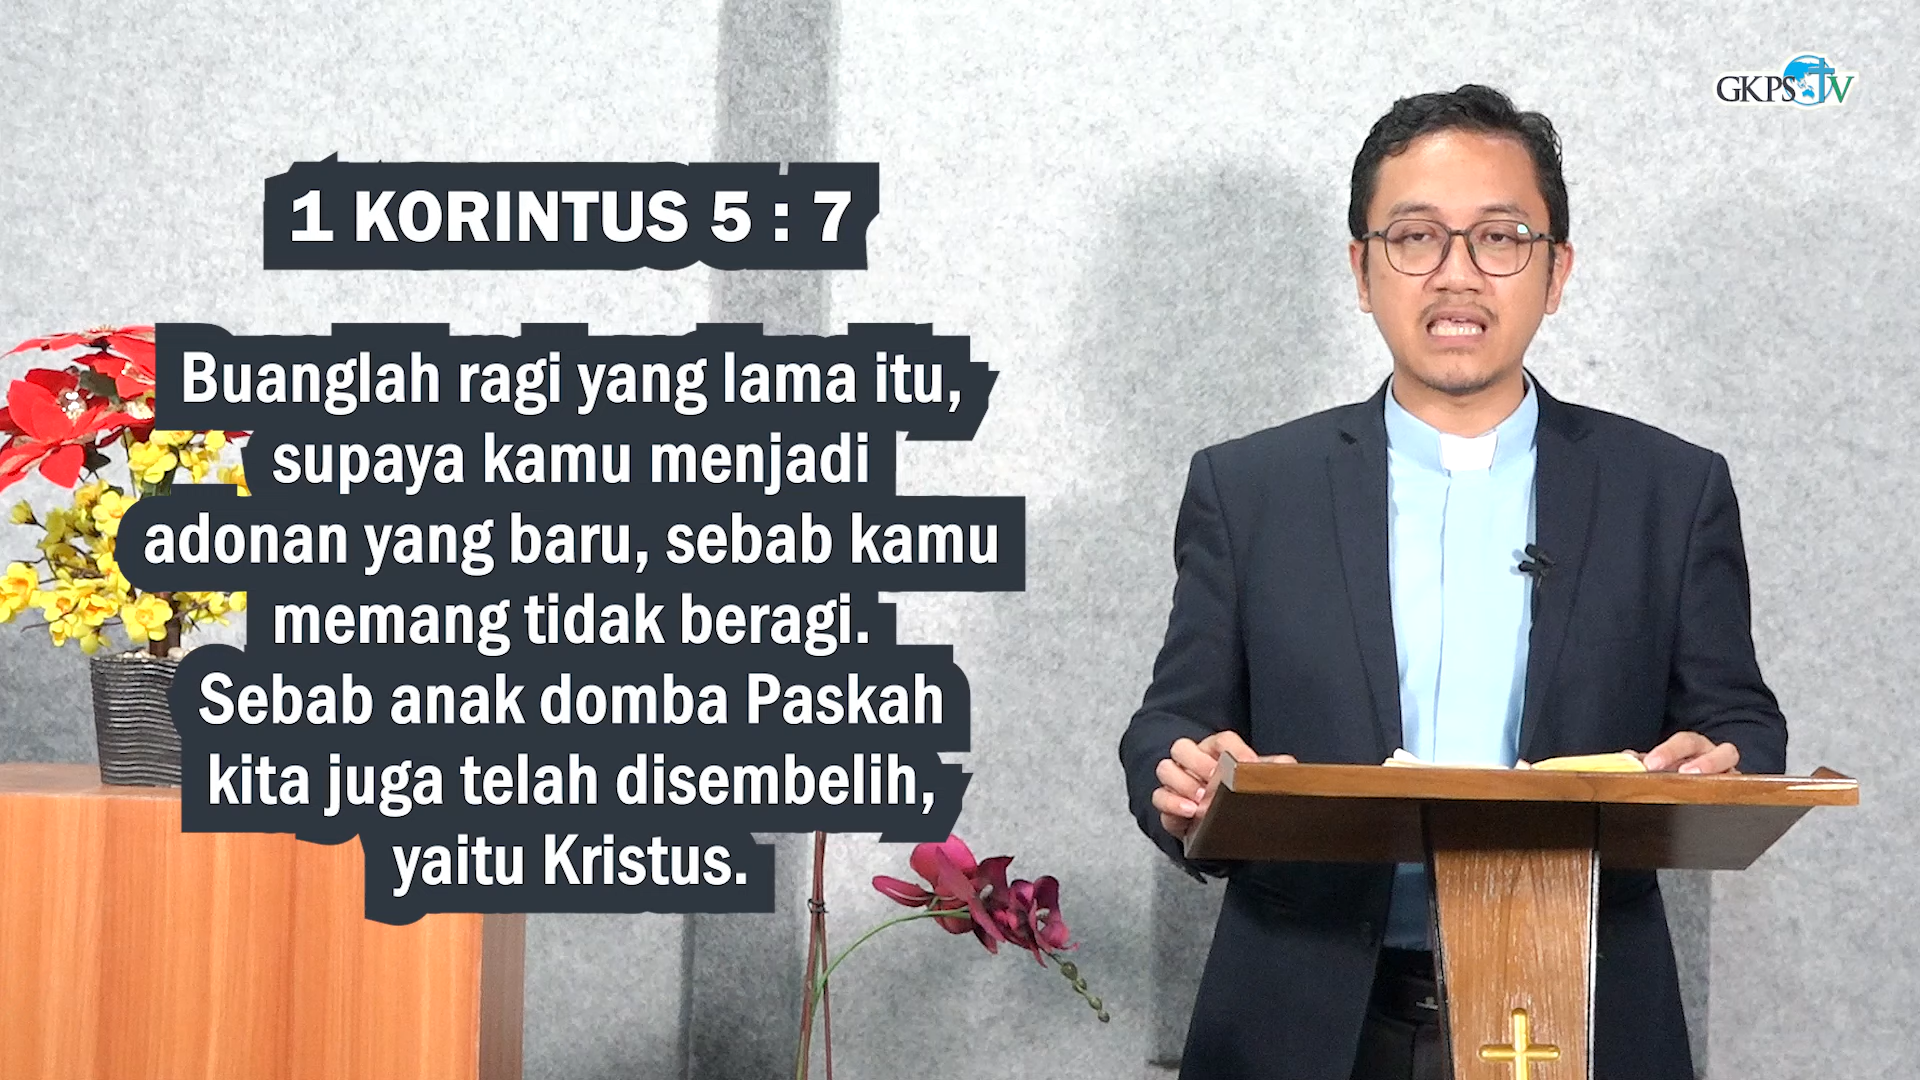 GKPS TV
1 KORINTUS 5 : 7
Buanglah ragi yang lama itu,
supaya kamu menjadi
adonan yang baru, sebab kamu
memang tidak beragi.
Sebab anak domba Paskah
kita juga telah disembelih,
yaitu Kristus.